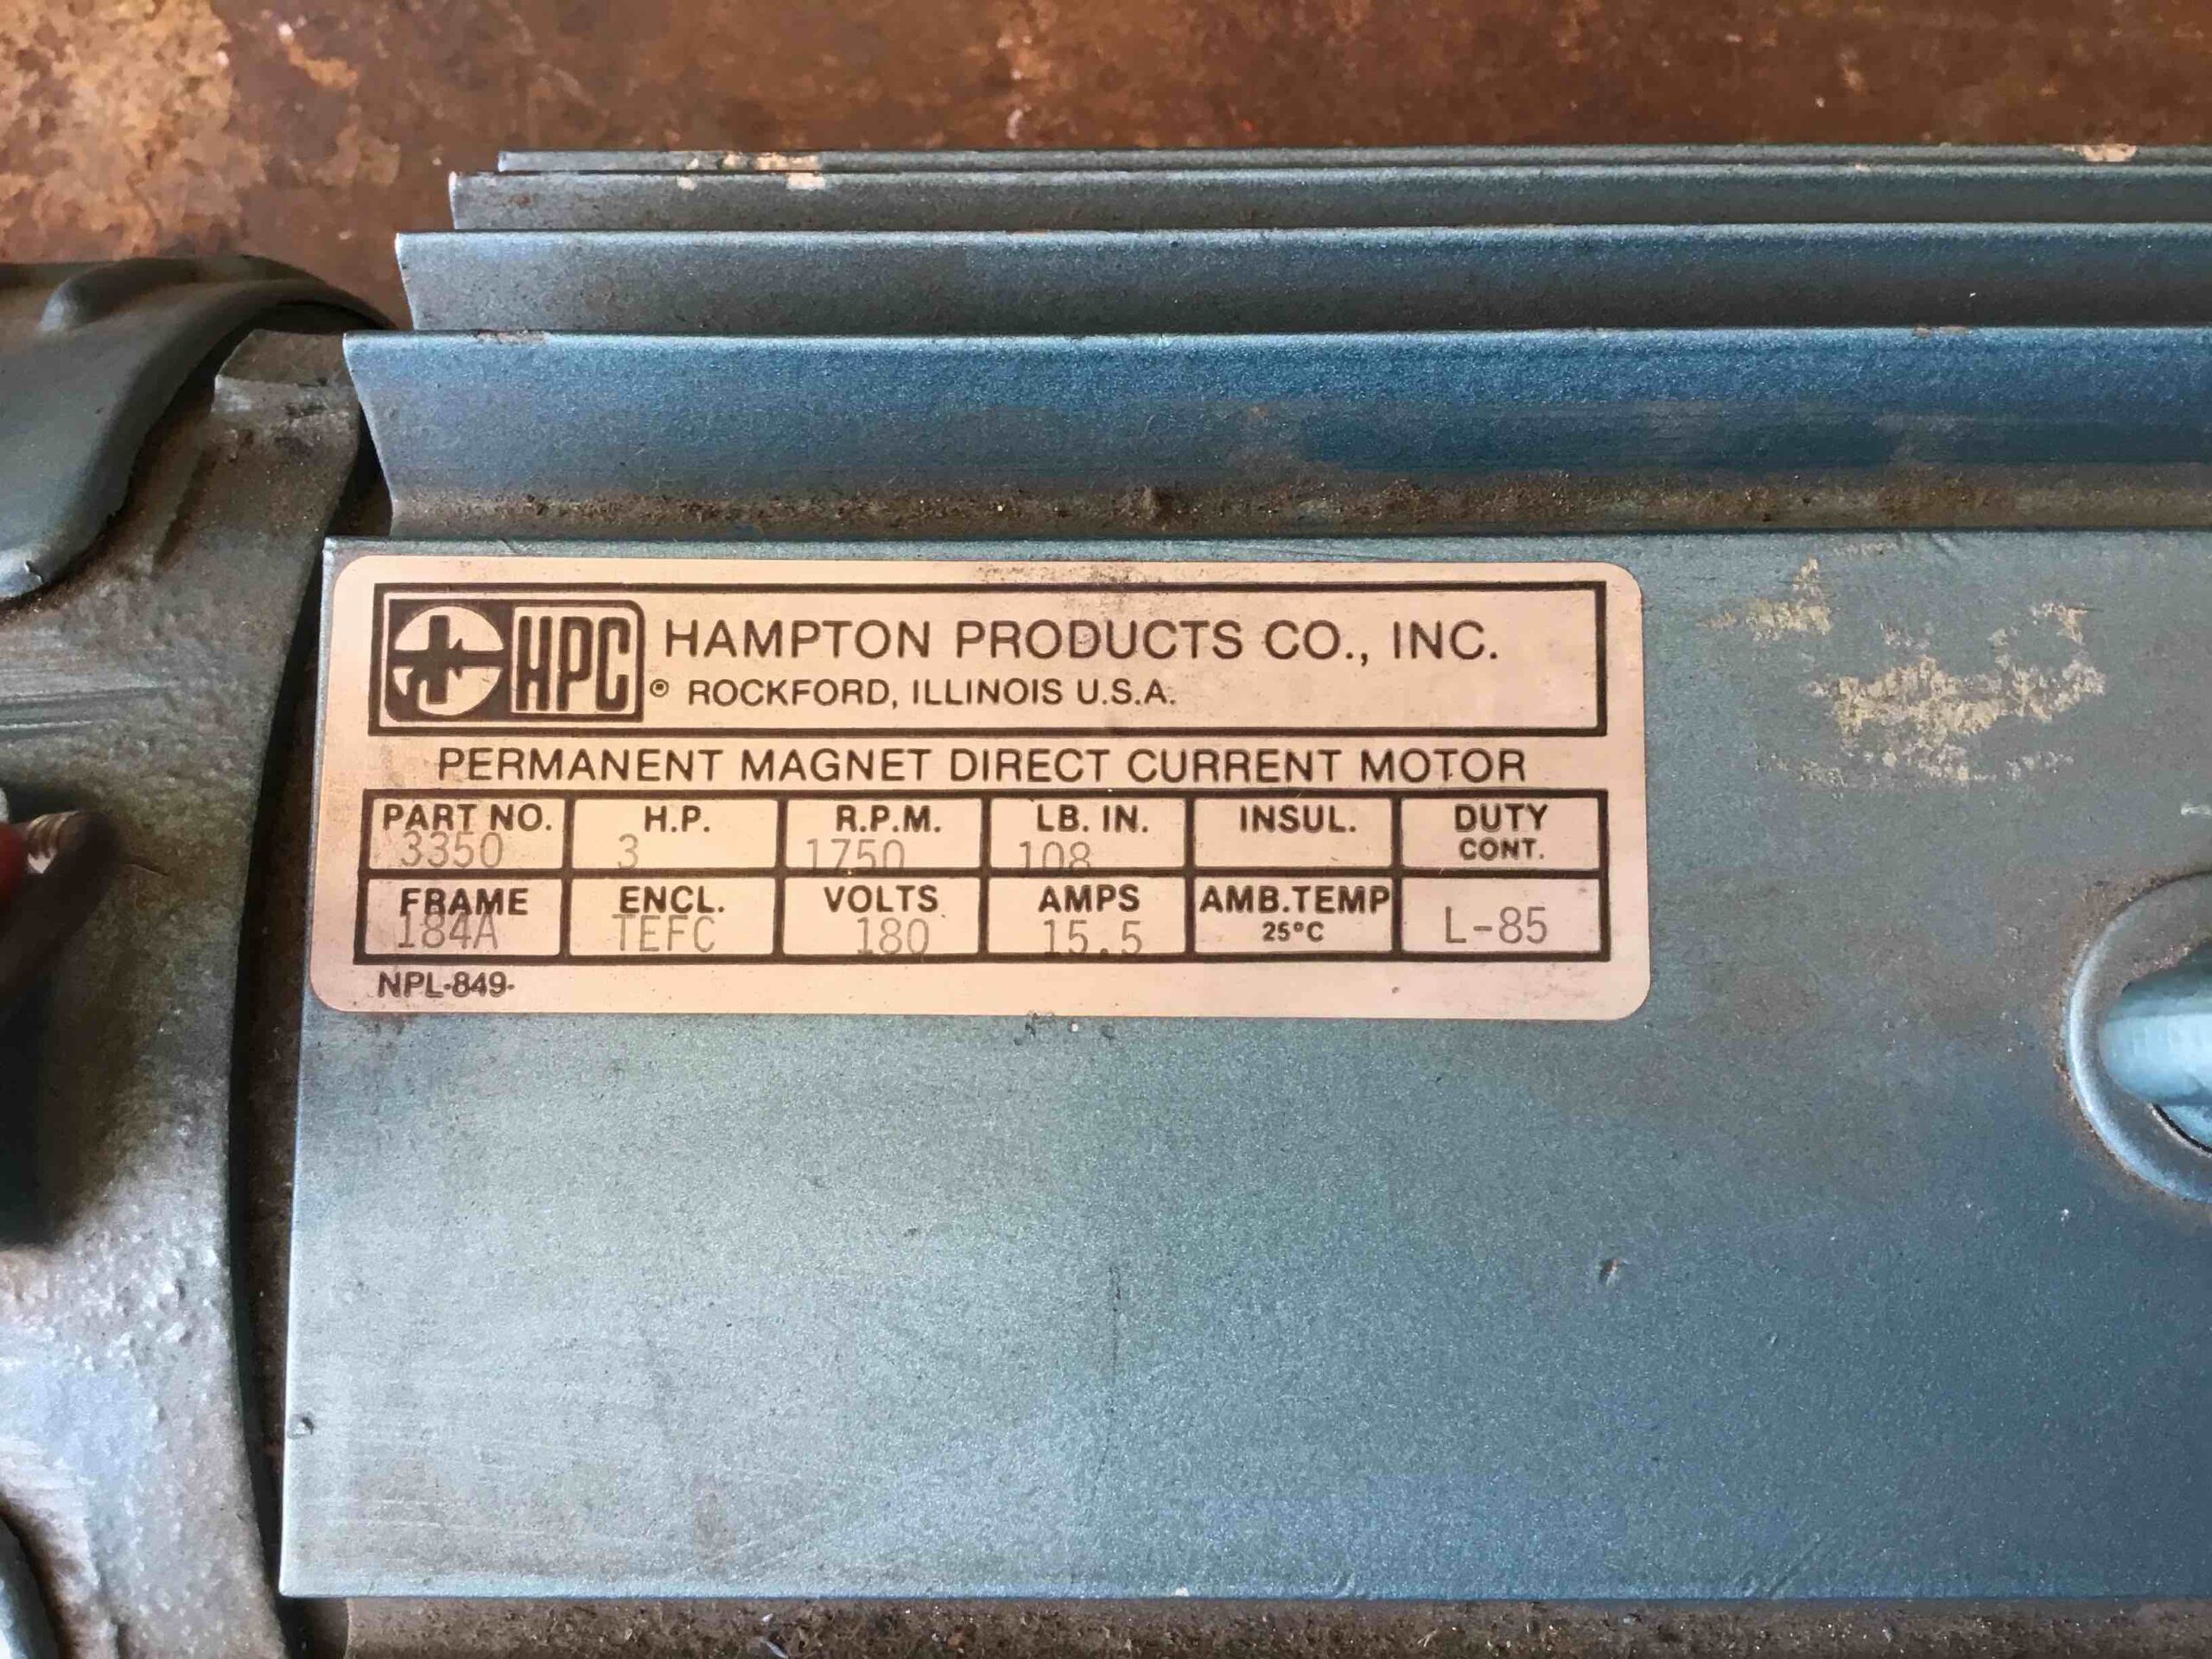 HPC HAMPTON PRODUCTS CO., INC.
® ROCKFORD, ILLINOIS U.S.A.
PERMANENT MAGNET DIRECT CURRENT MOTOR
PART NO. H.P. R.P.M. LB. IN. INSUL. DUTY
3350 3 1750 108 CONT.
FRAME ENCL. VOLTS AMPS AMB.TEMP
184A TEFC 180 15.5 25°C L-85
NPL-849-